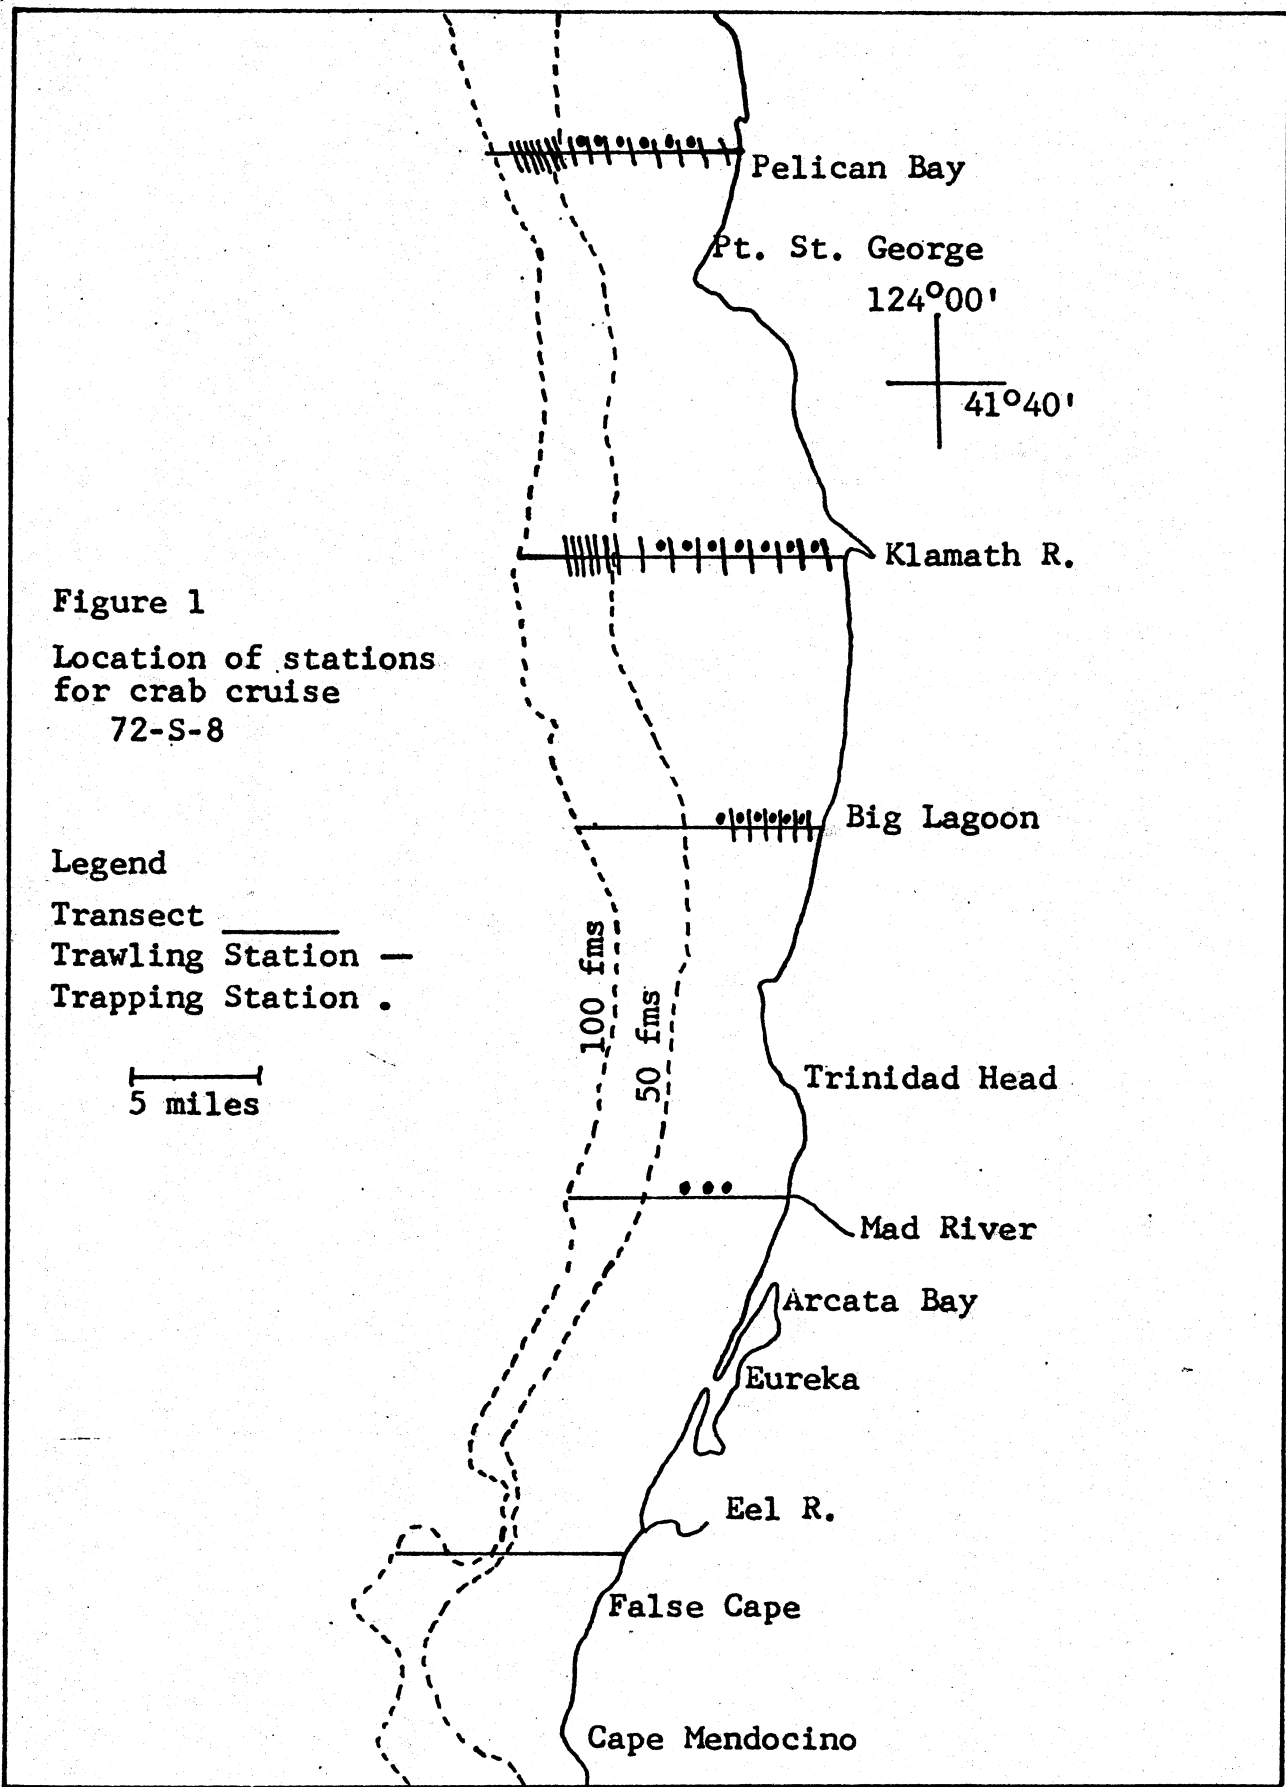 Pelican Bay
Pt. St. George
124°00'
41°40'
Klamath R.
Figure 1
Location of stations
for crab cruise
72-S-8
Big Lagoon
Legend
Transect
Trawling Station —
Trapping Station .
100 fms
50 fms
5 miles
Trinidad Head
Mad River
Arcata Bay
Eureka
Eel R.
False Cape
Cape Mendocino